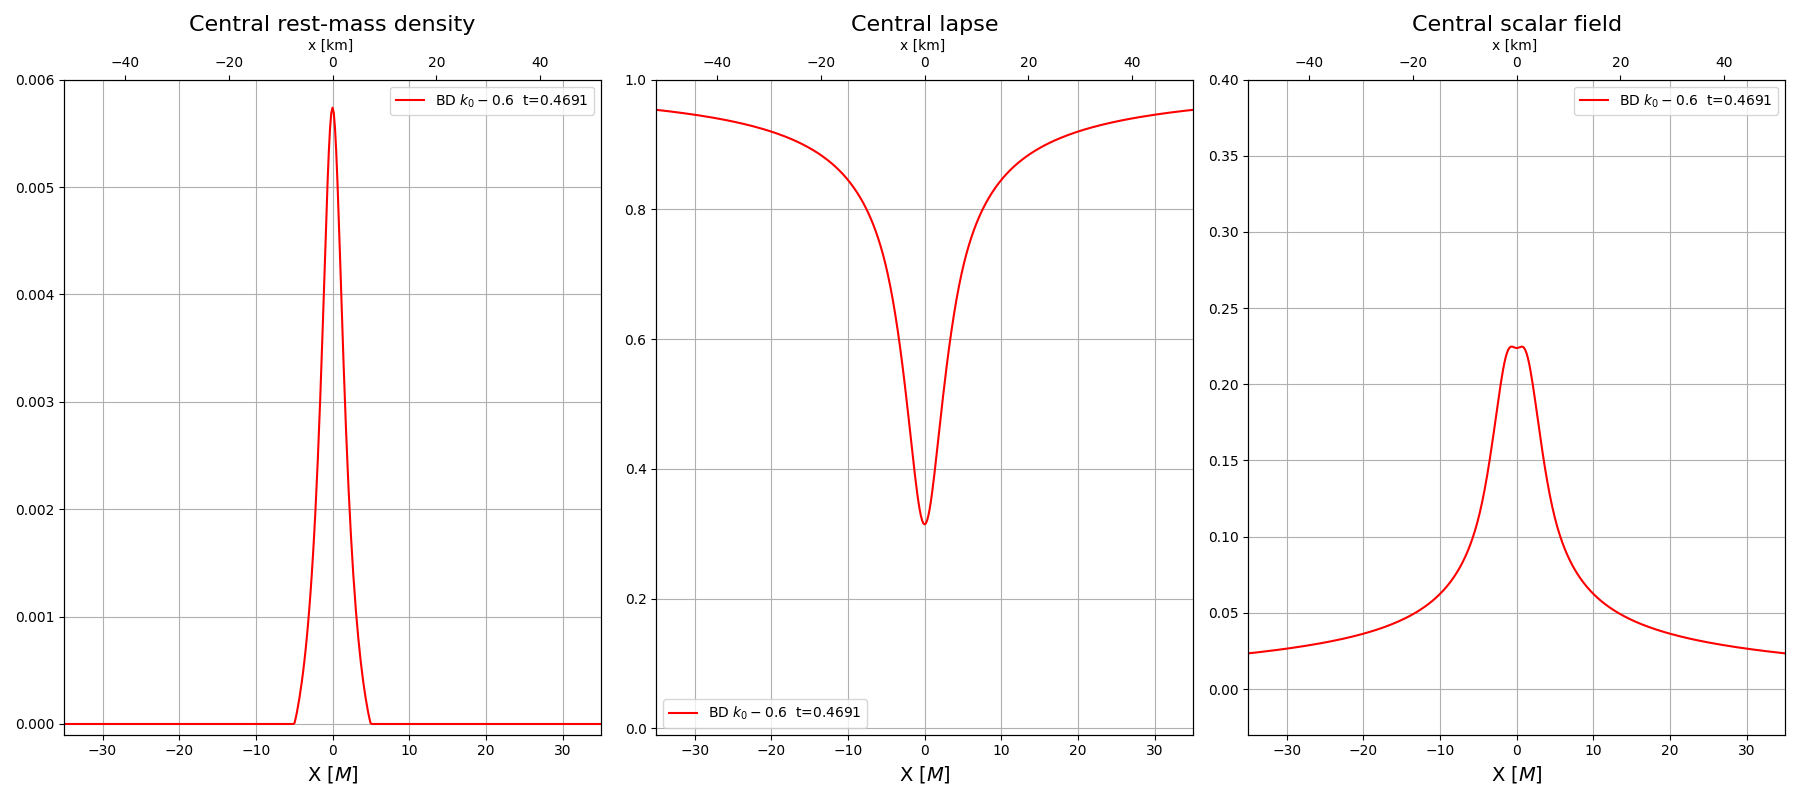 Central rest-mass density
x [km]
−40 −20 0 20 40
0.006
0.005
0.004
0.003
0.002
0.001
0.000
BD k₀ − 0.6 t=0.4691
−30 −20 −10 0 10 20 30
X [M]
Central lapse
x [km]
−40 −20 0 20 40
1.0
0.8
0.6
0.4
0.2
0.0
BD k₀ − 0.6 t=0.4691
−30 −20 −10 0 10 20 30
X [M]
Central scalar field
x [km]
−40 −20 0 20 40
0.40
0.35
0.30
0.25
0.20
0.15
0.10
0.05
0.00
BD k₀ − 0.6 t=0.4691
−30 −20 −10 0 10 20 30
X [M]